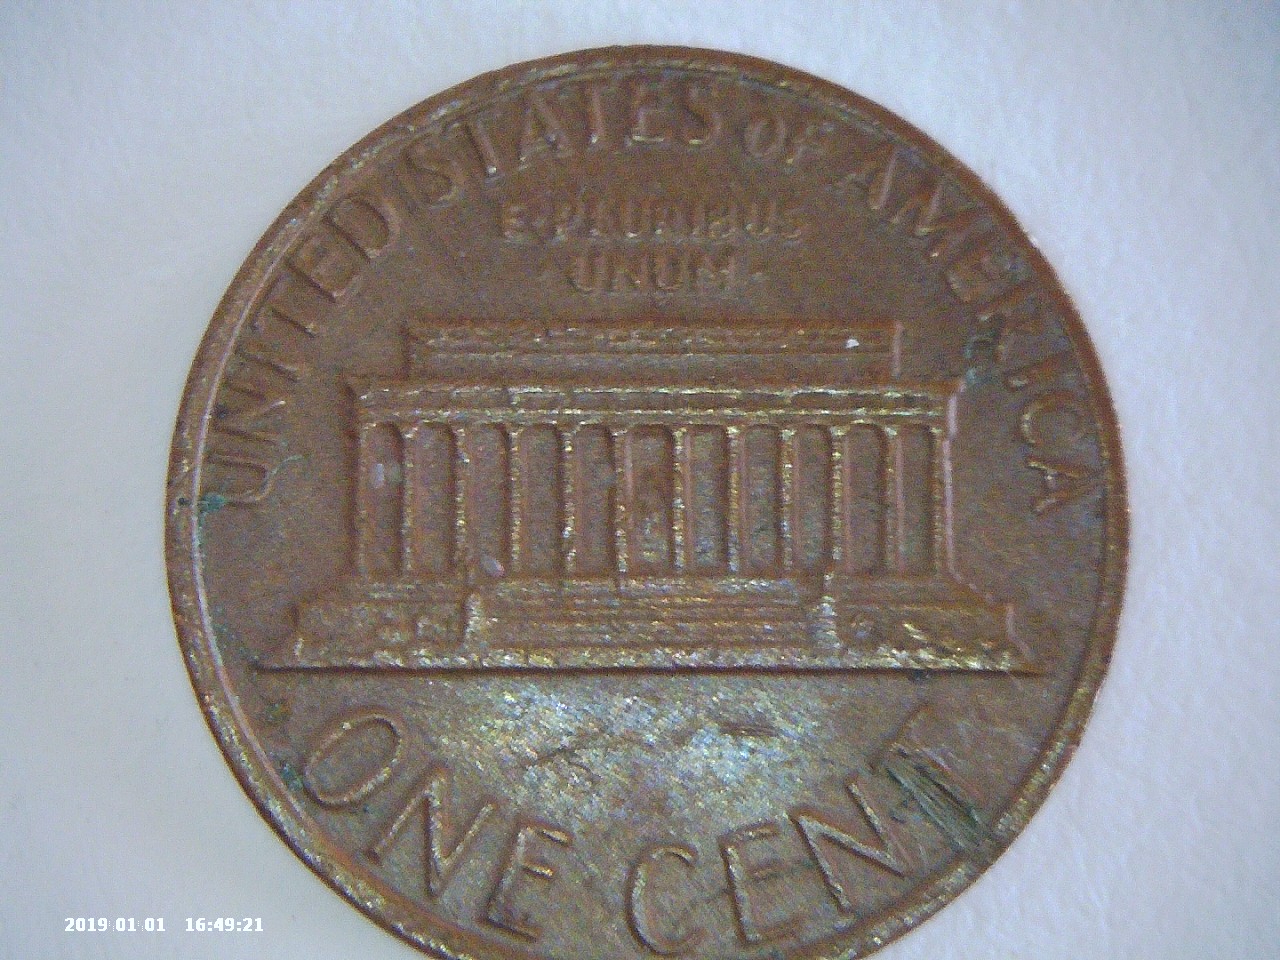 UNITED STATES OF AMERICA
E·PLURIBUS
·UNUM·
ONE CENT
2019 01 01 16:49:21